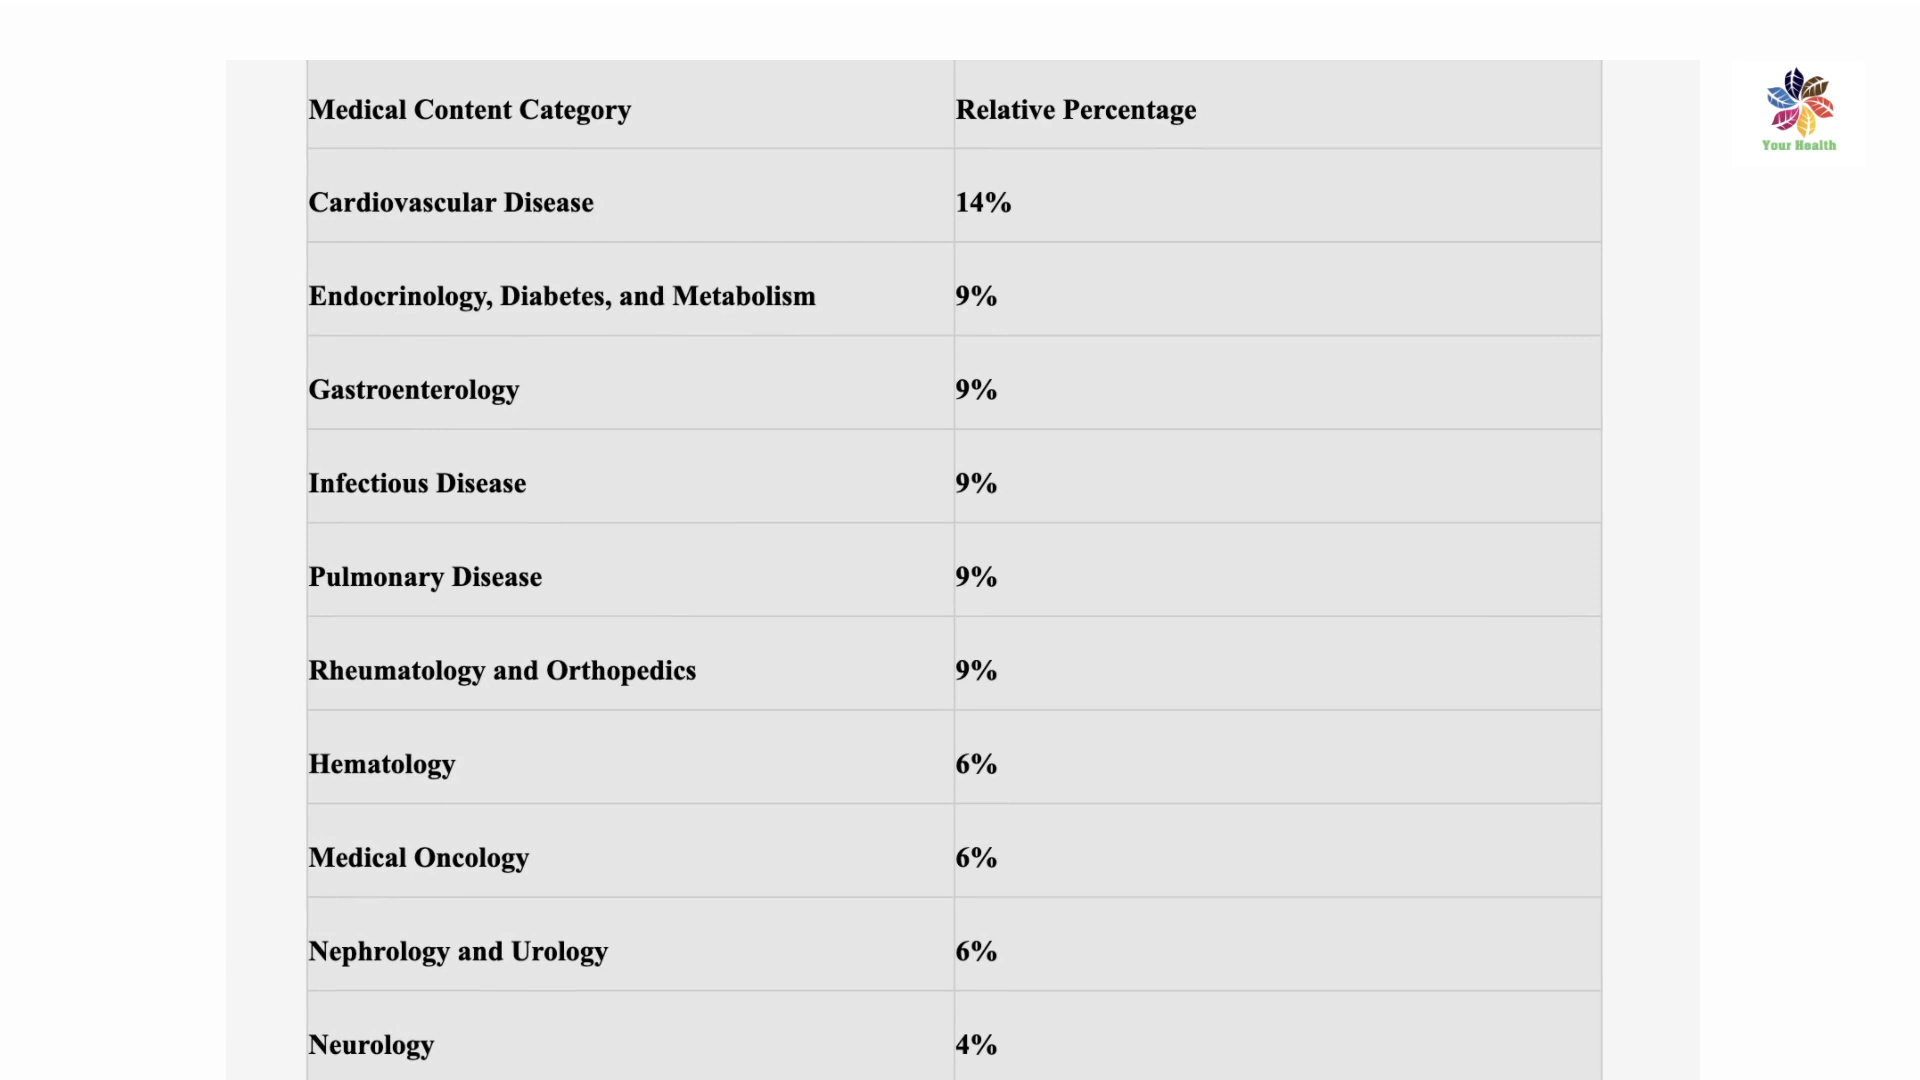 Medical Content Category Relative Percentage
Cardiovascular Disease 14%
Endocrinology, Diabetes, and Metabolism 9%
Gastroenterology 9%
Infectious Disease 9%
Pulmonary Disease 9%
Rheumatology and Orthopedics 9%
Hematology 6%
Medical Oncology 6%
Nephrology and Urology 6%
Neurology 4%
Your Health